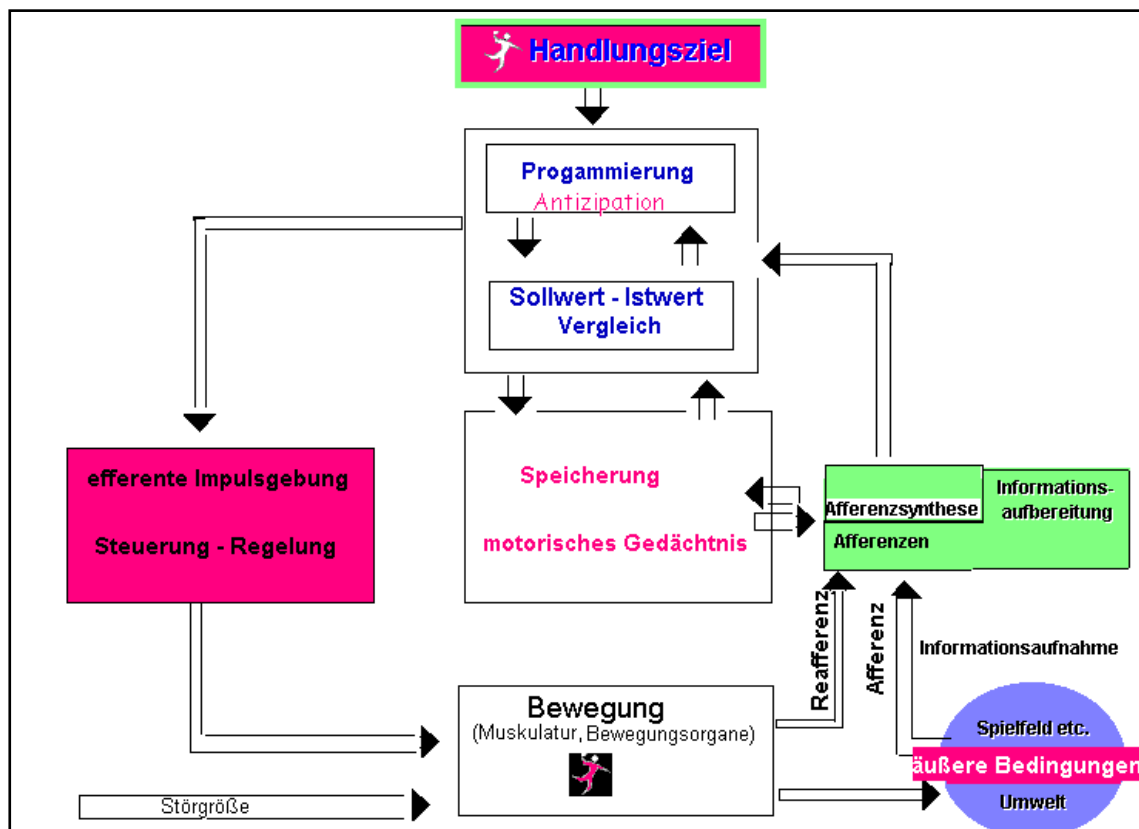 Handlungsziel
Progammierung
Antizipation
Sollwert - Istwert
Vergleich
efferente Impulsgebung
Steuerung - Regelung
Speicherung
motorisches Gedächtnis
Afferenzsynthese
Afferenzen
Informations-
aufbereitung
Reafferenz
Afferenz
Informationsaufnahme
Bewegung
(Muskulatur, Bewegungsorgane)
Störgröße
Spielfeld etc.
äußere Bedingungen
Umwelt